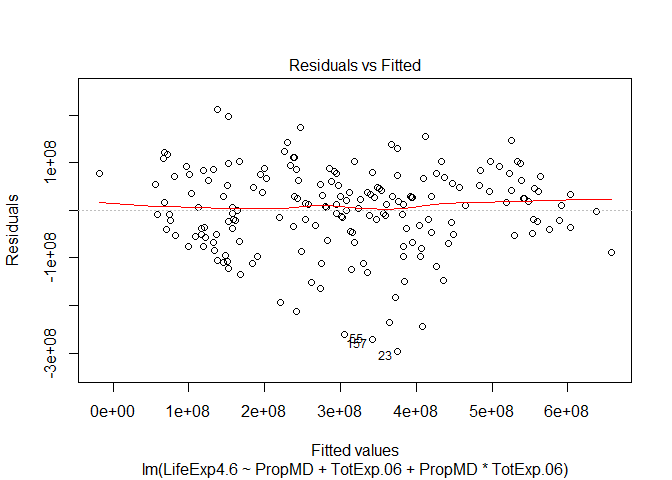 Residuals vs Fitted
Residuals
1e+08
-1e+08
-3e+08
55
157
23
0e+00 1e+08 2e+08 3e+08 4e+08 5e+08 6e+08
Fitted values
lm(LifeExp4.6 ~ PropMD + TotExp.06 + PropMD * TotExp.06)